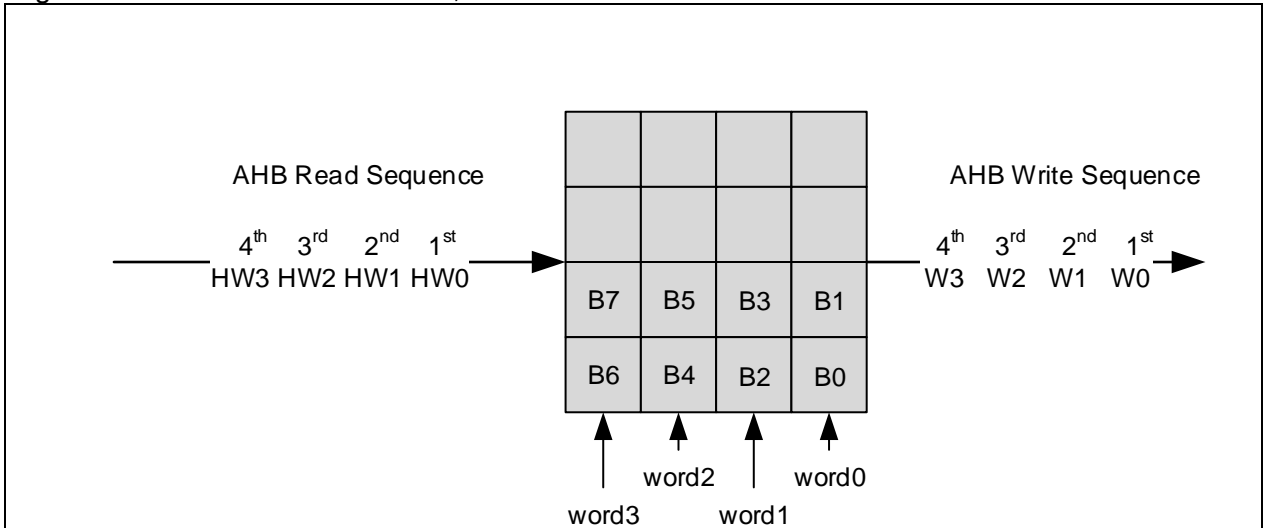 AHB Read Sequence
4th 3rd 2nd 1st
HW3 HW2 HW1 HW0
B7 B5 B3 B1
B6 B4 B2 B0
word2 word0
word3 word1
AHB Write Sequence
4th 3rd 2nd 1st
W3 W2 W1 W0